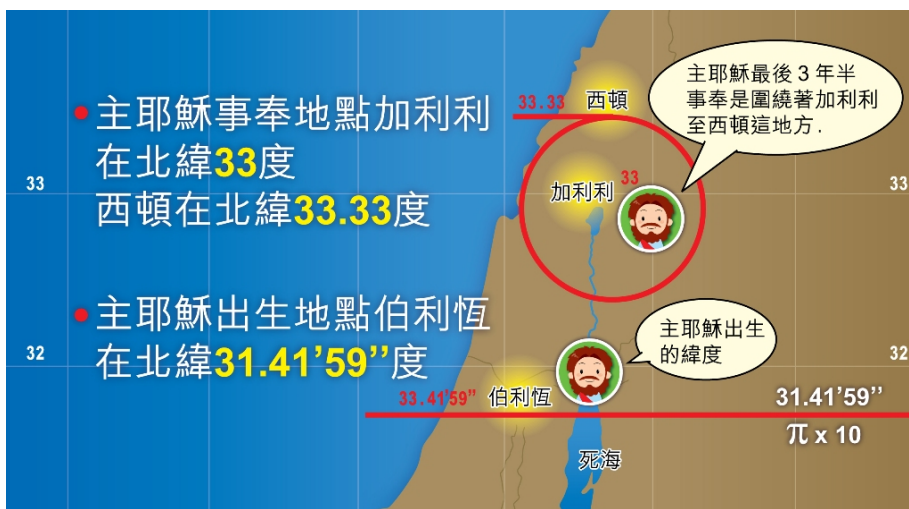 • 主耶穌事奉地點加利利
在北緯33度
西頓在北緯33.33度
• 主耶穌出生地點伯利恆
在北緯31.41’59’’度
33
32
33.33 西頓
加利利 33
主耶穌最後 3 年半
事奉是圍繞著加利利
至西頓這地方.
33
主耶穌出生
的緯度
32
33.41'59" 伯利恆
31.41’59’’
π x 10
死海